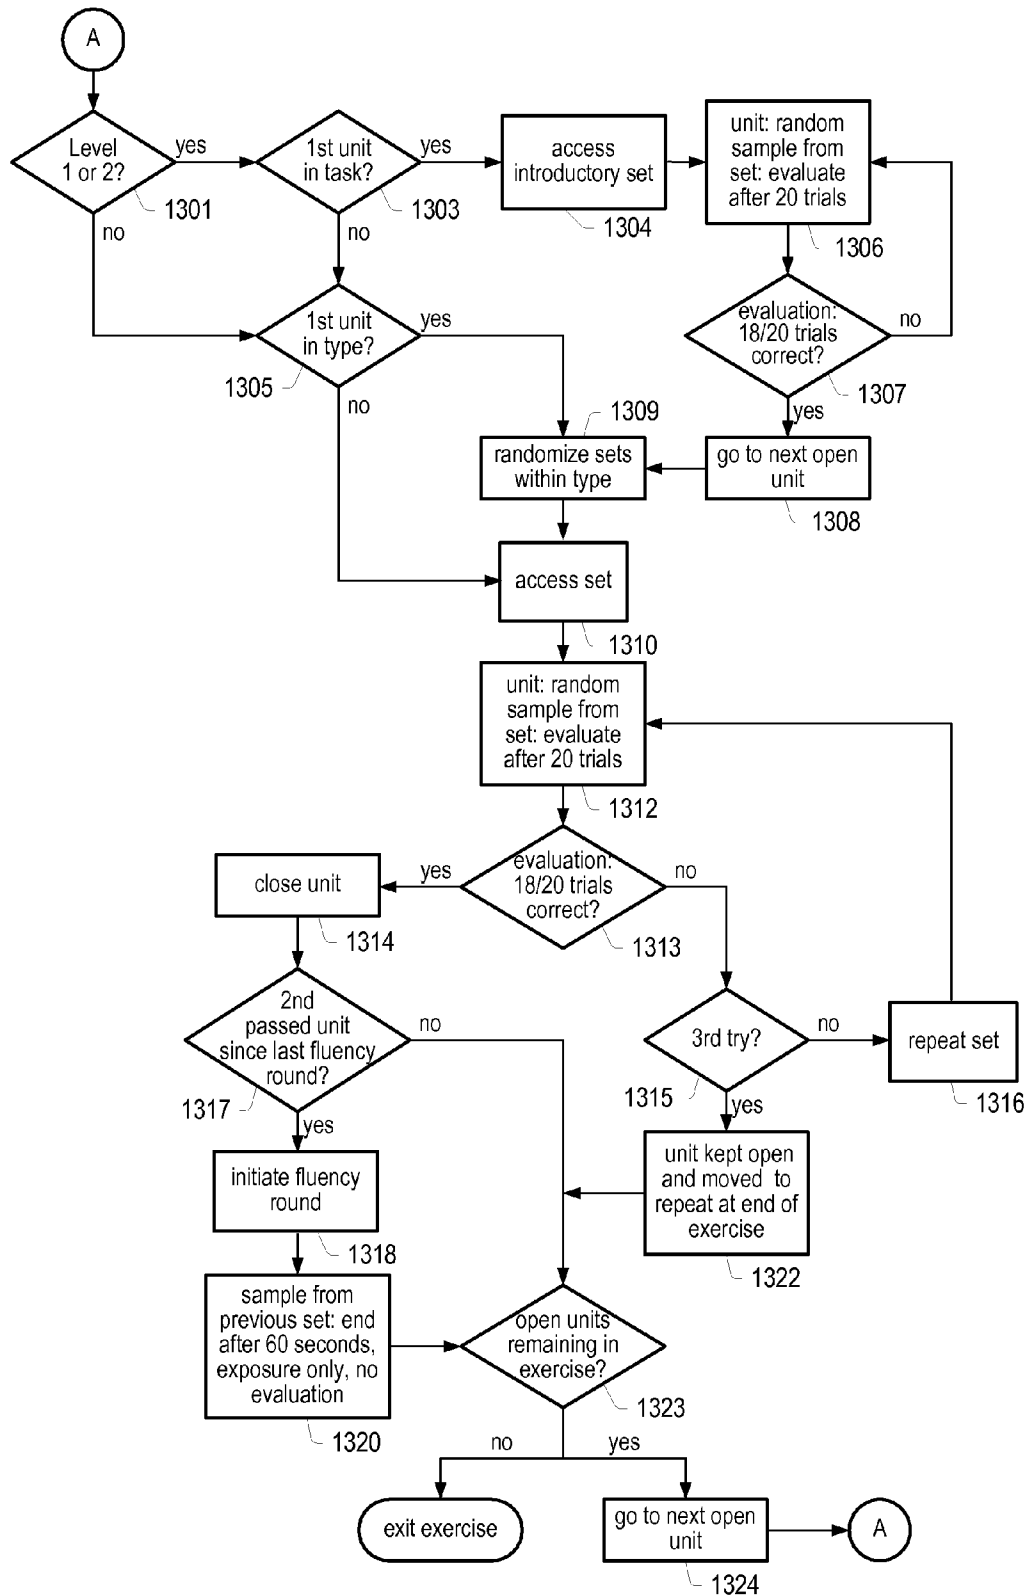 A
Level
1 or 2?
yes
1301
no
1st unit
in task?
yes
1303
no
access
introductory set
1304
unit: random
sample from
set: evaluate
after 20 trials
1306
evaluation:
18/20 trials
correct?
no
1307
yes
1st unit
in type?
yes
1305
no
1309
randomize sets
within type
go to next open
unit
1308
access set
1310
unit: random
sample from
set: evaluate
after 20 trials
1312
evaluation:
18/20 trials
correct?
yes
no
1313
close unit
1314
2nd
passed unit
since last fluency
round?
no
1317
yes
3rd try?
no
1315
yes
repeat set
1316
initiate fluency
round
1318
unit kept open
and moved to
repeat at end of
exercise
1322
sample from
previous set: end
after 60 seconds,
exposure only, no
evaluation
1320
open units
remaining in
exercise?
1323
no
yes
exit exercise
go to next open
unit
1324
A